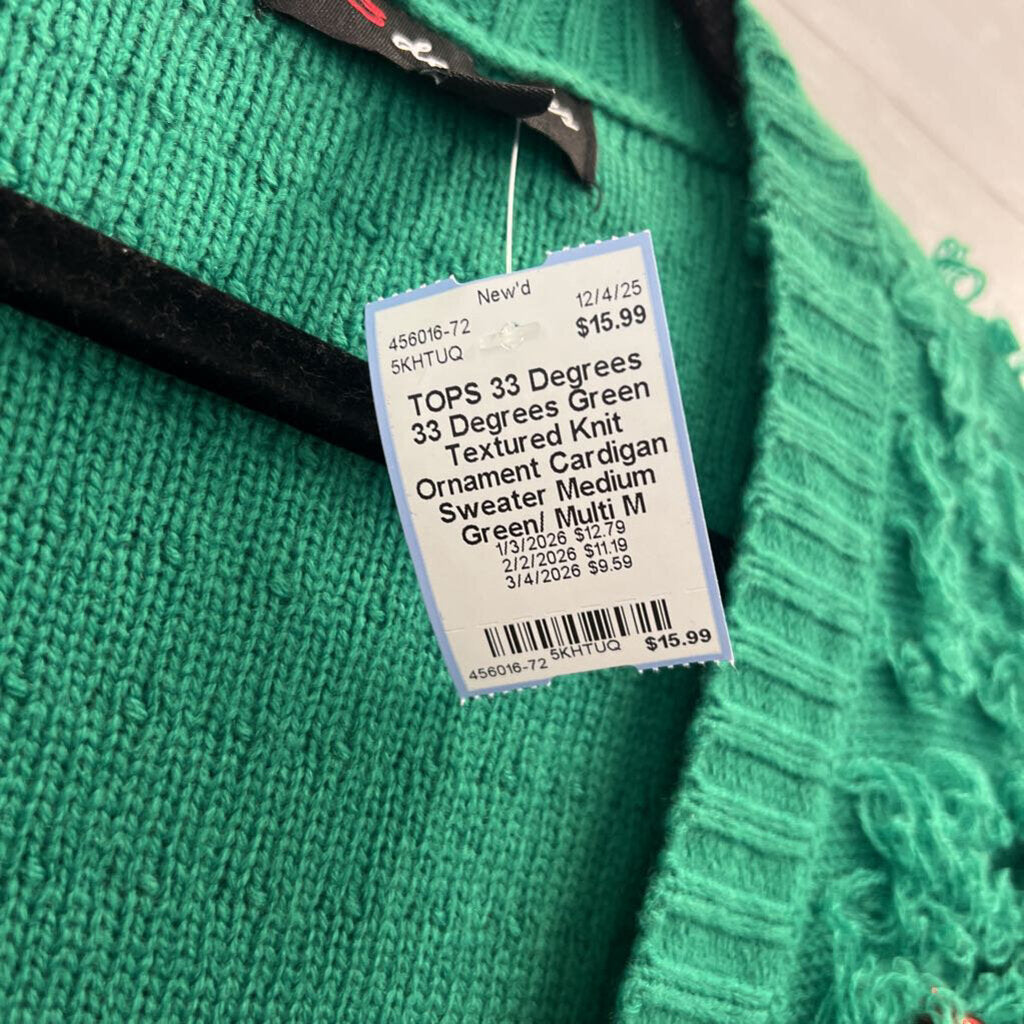 New'd
456016-72 12/4/25
5KHTUQ $15.99
TOPS 33 Degrees
33 Degrees Green
Textured Knit
Ornament Cardigan
Sweater Medium
Green/ Multi M
1/3/2026 $12.79
2/2/2026 $11.19
3/4/2026 $9.59
456016-72 5KHTUQ $15.99